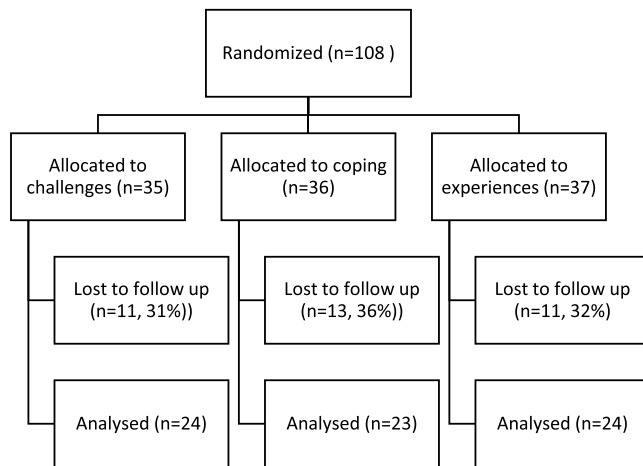 Randomized (n=108 )
Allocated to
challenges (n=35)
Allocated to coping
(n=36)
Allocated to
experiences (n=37)
Lost to follow up
(n=11, 31%))
Lost to follow up
(n=13, 36%))
Lost to follow up
(n=11, 32%)
Analysed (n=24)
Analysed (n=23)
Analysed (n=24)